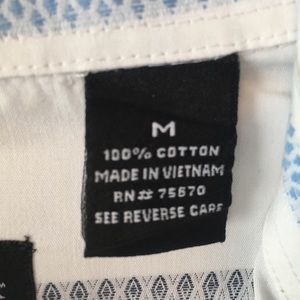 M
100% COTTON
MADE IN VIETNAM
RN# 75670
SEE REVERSE CARE